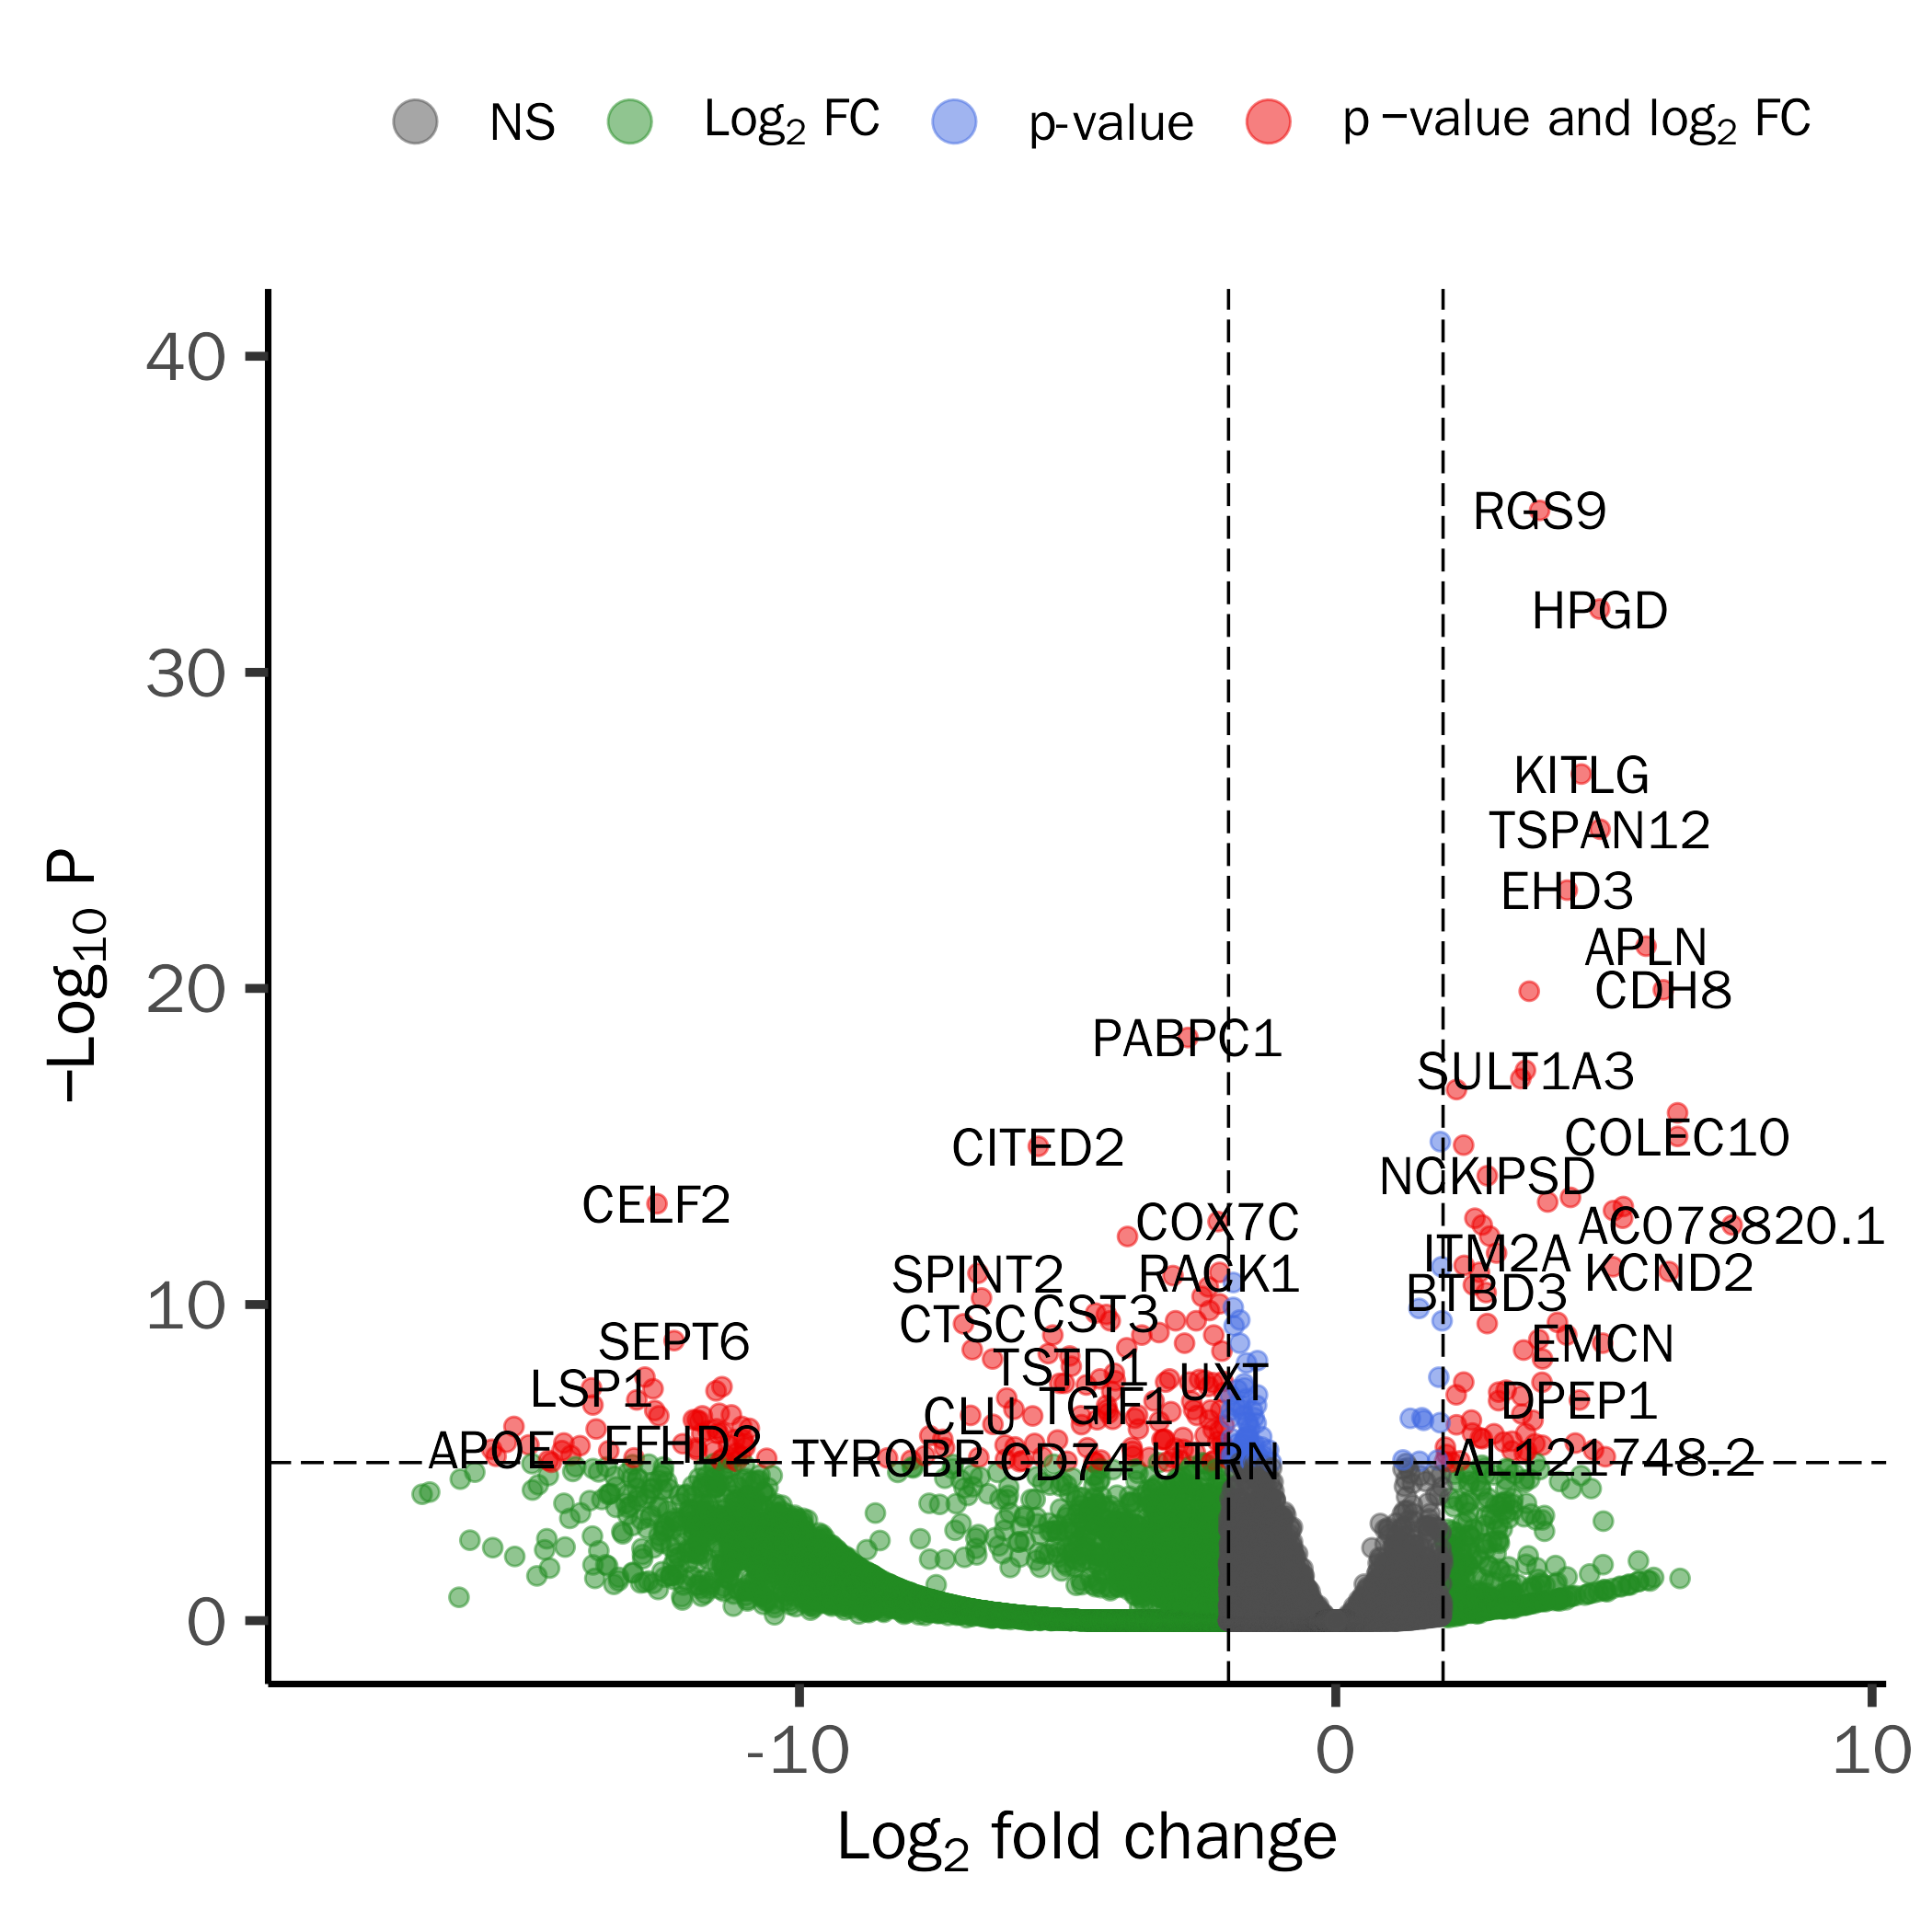 NS Log2 FC p-value p −value and log2 FC
40
30
20
10
0
−Log10 P
RGS9
HPGD
KITLG
TSPAN12
EHD3
APLN
CDH8
PABPC1
SULT1A3
COLEC10
CITED2
NCKIPSD
CELF2
COX7C
AC078820.1
ITM2A
SPINT2
RACK1
KCND2
BTBD3
CTSC
CST3
SEPT6
EMCN
TSTD1
UXT
LSP1
DPEP1
TGIF1
CLU
APOE
EFHD2
TYROBP
CD74
UTRN
AL121748.2
-10 0 10
Log2 fold change